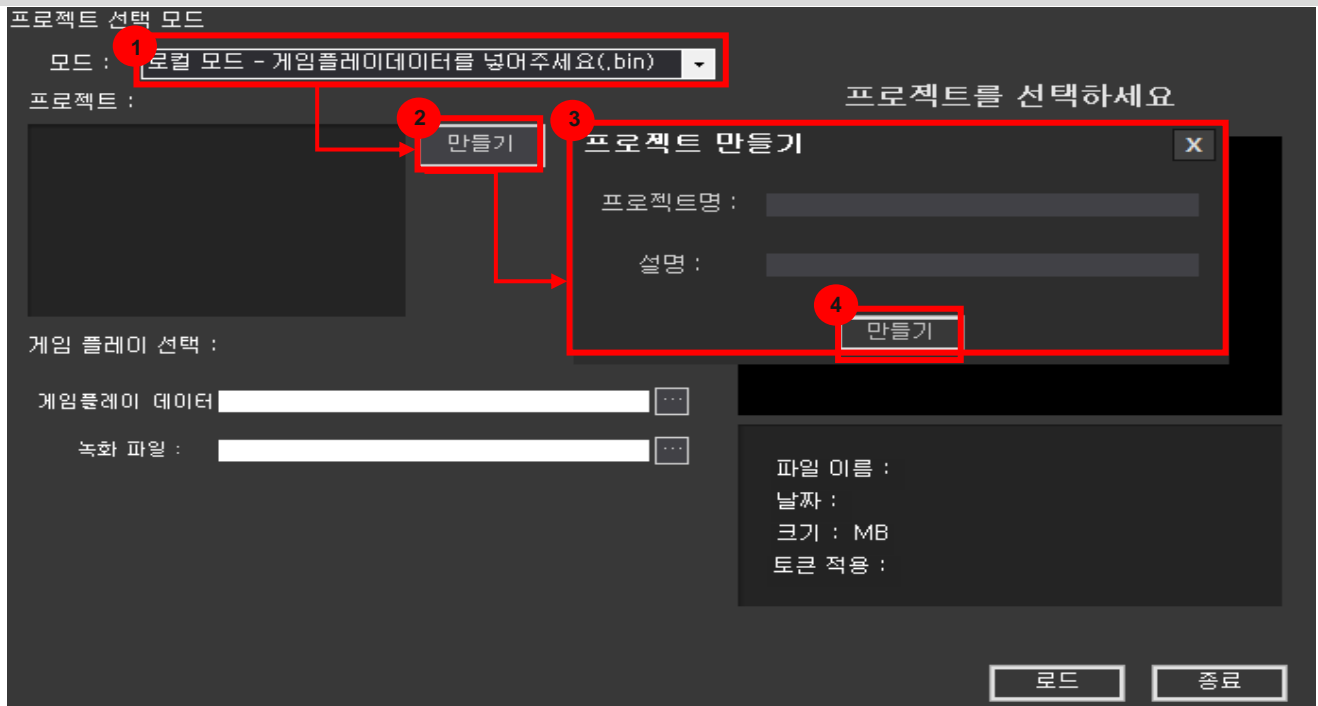 프로젝트 선택 모드
1
모드 : 로컬 모드 - 게임플레이데이터를 넣어주세요(.bin)
프로젝트 :
프로젝트를 선택하세요
2
만들기
3
프로젝트 만들기 X
프로젝트명 :
설명 :
4
만들기
게임 플레이 선택 :
게임플레이 데이터 ...
녹화 파일 : ...
파일 이름 :
날짜 :
크기 : MB
토큰 적용 :
로드 종료